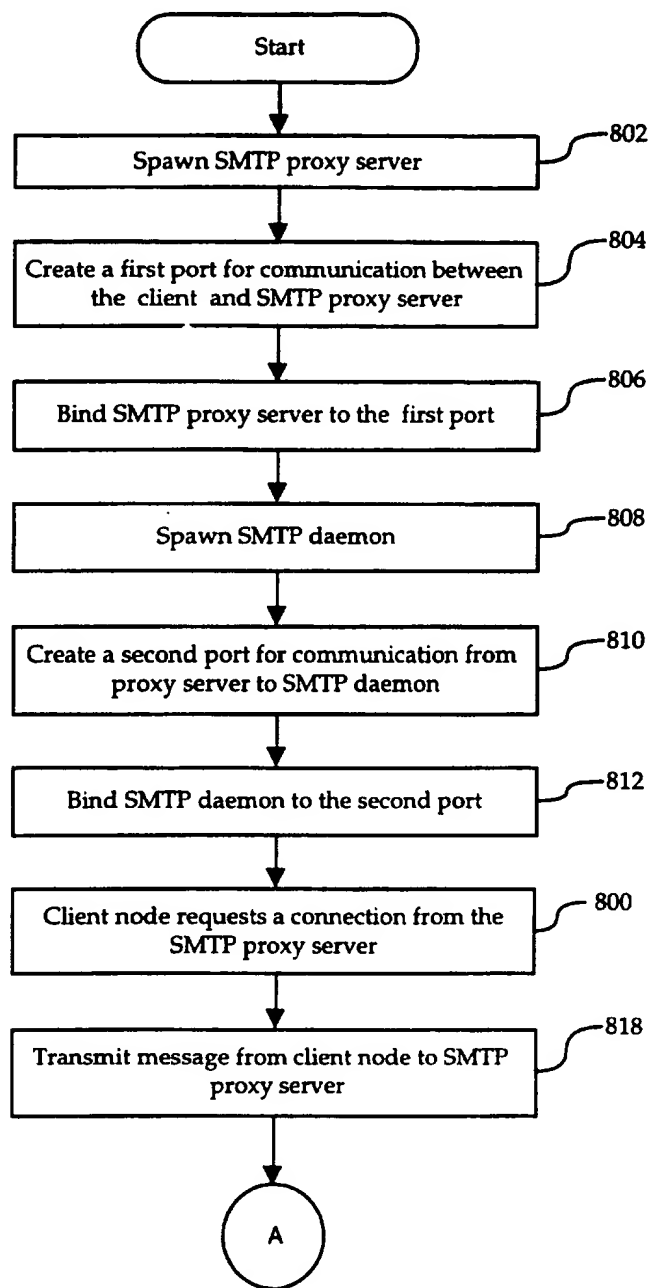 Start
Spawn SMTP proxy server
802
Create a first port for communication between
the client and SMTP proxy server
804
Bind SMTP proxy server to the first port
806
Spawn SMTP daemon
808
Create a second port for communication from
proxy server to SMTP daemon
810
Bind SMTP daemon to the second port
812
Client node requests a connection from the
SMTP proxy server
800
Transmit message from client node to SMTP
proxy server
818
A